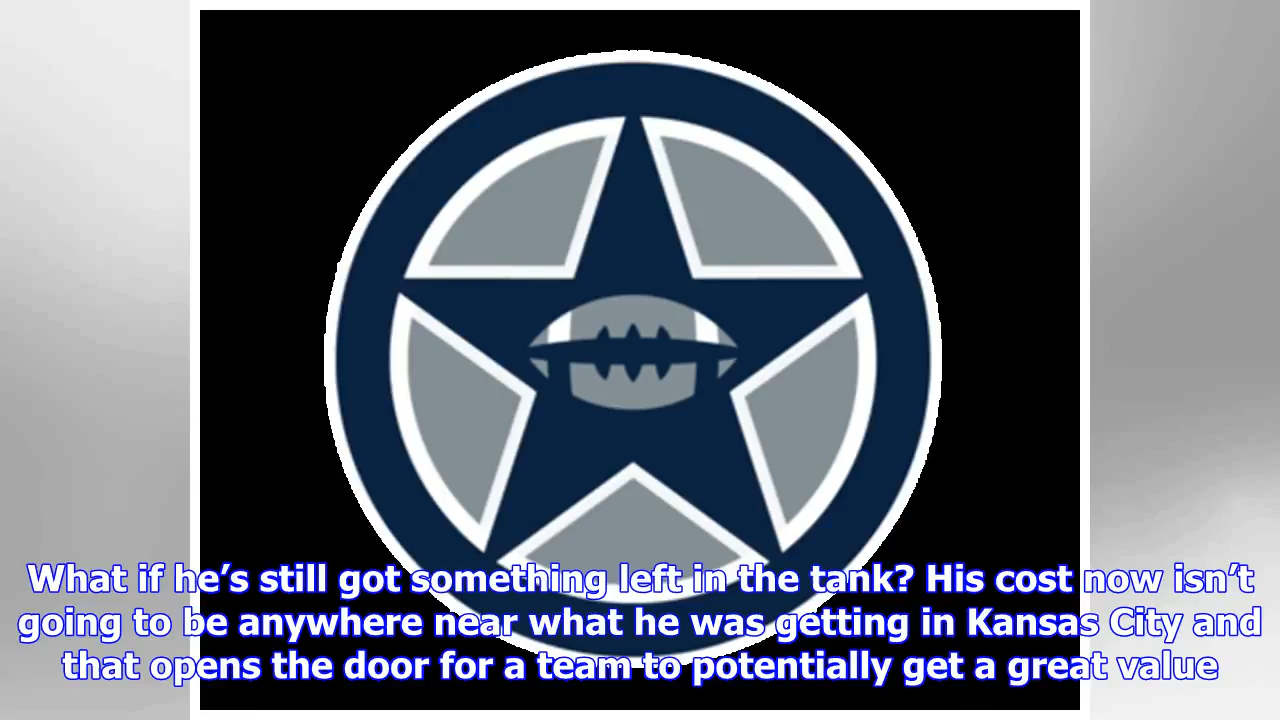 What if he’s still got something left in the tank? His cost now isn’t
going to be anywhere near what he was getting in Kansas City and
that opens the door for a team to potentially get a great value